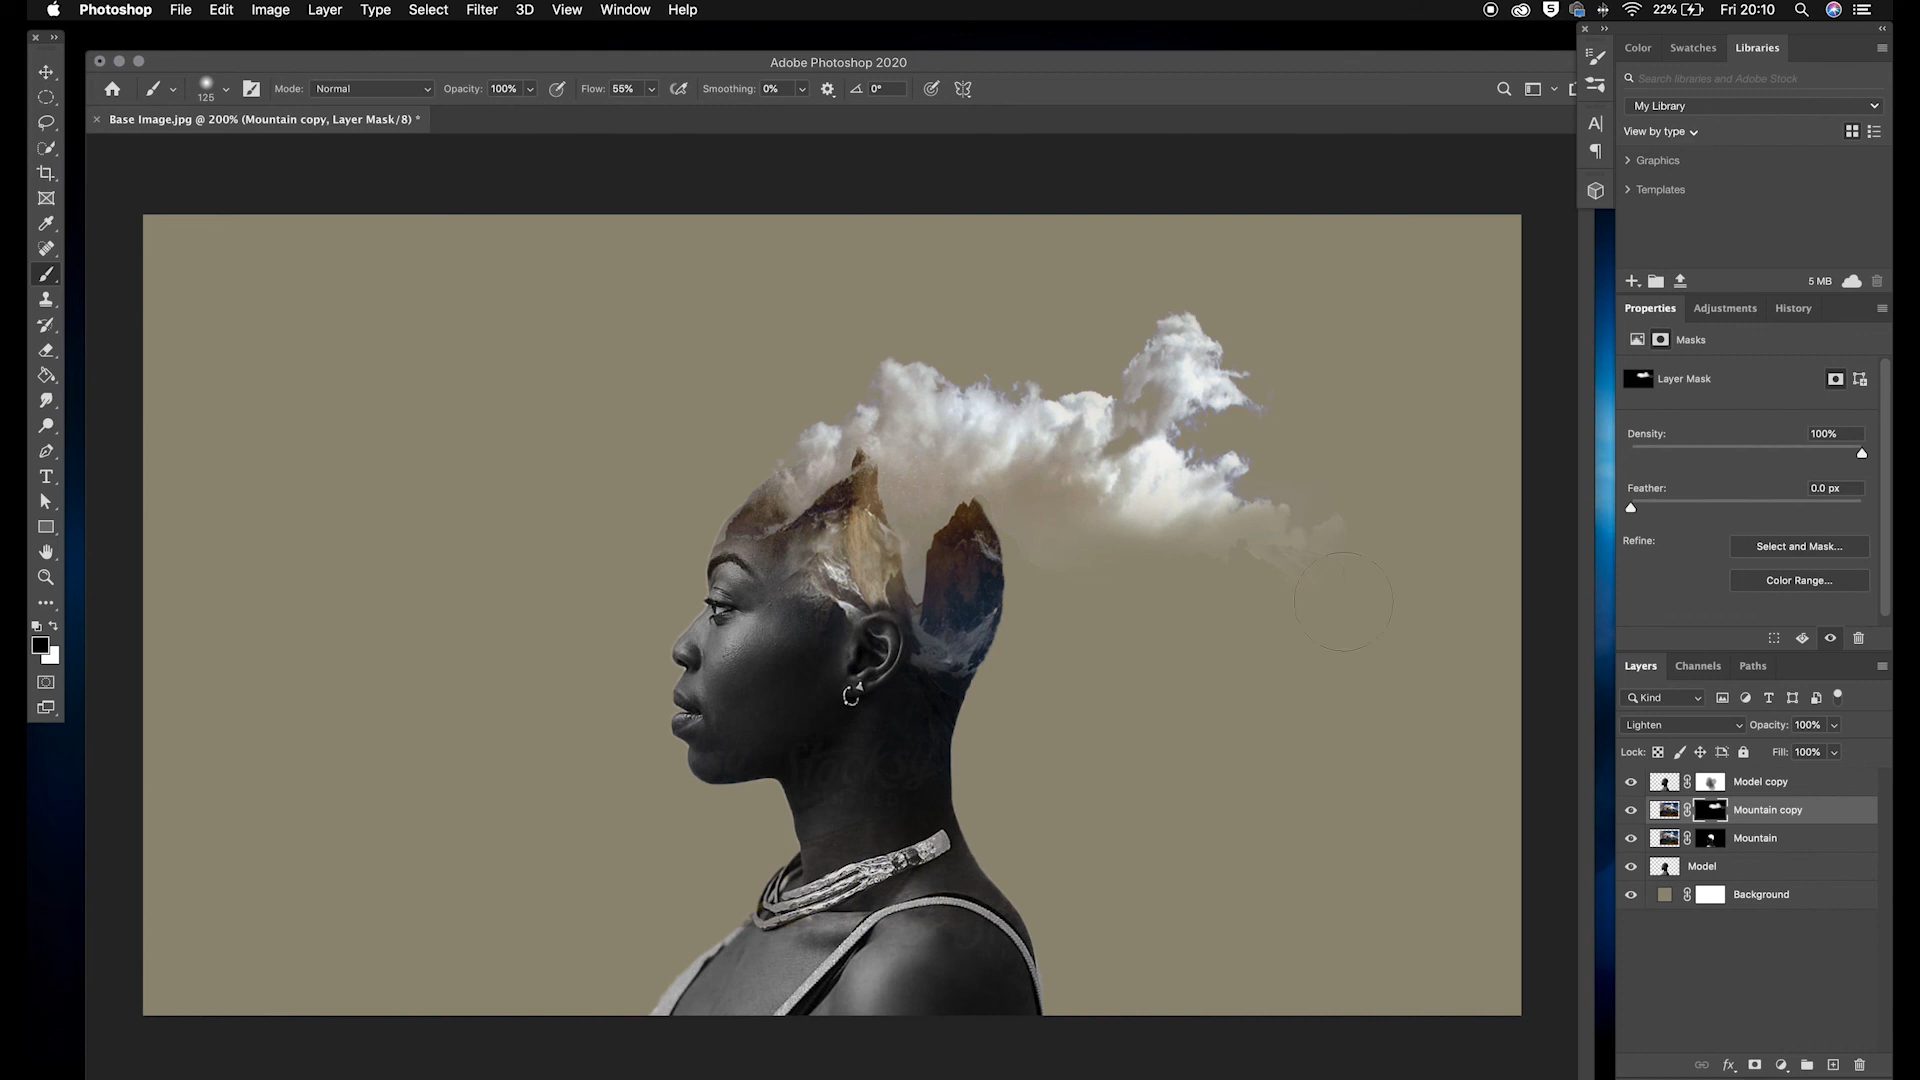 Photoshop File Edit Image Layer Type Select Filter 3D View Window Help
22% Fri 20:10
Adobe Photoshop 2020
125 Mode: Normal Opacity: 100% Flow: 55% Smoothing: 0% 0°
Base Image.jpg @ 200% (Mountain copy, Layer Mask/8) *
Color Swatches Libraries
Search libraries and Adobe Stock
My Library
View by type
Graphics
Templates
5 MB
Properties Adjustments History
Masks
Layer Mask
Density: 100%
Feather: 0.0 px
Refine: Select and Mask...
Color Range...
Layers Channels Paths
Kind
Lighten Opacity: 100%
Lock: Fill: 100%
Model copy
Mountain copy
Mountain
Model
Background
fx